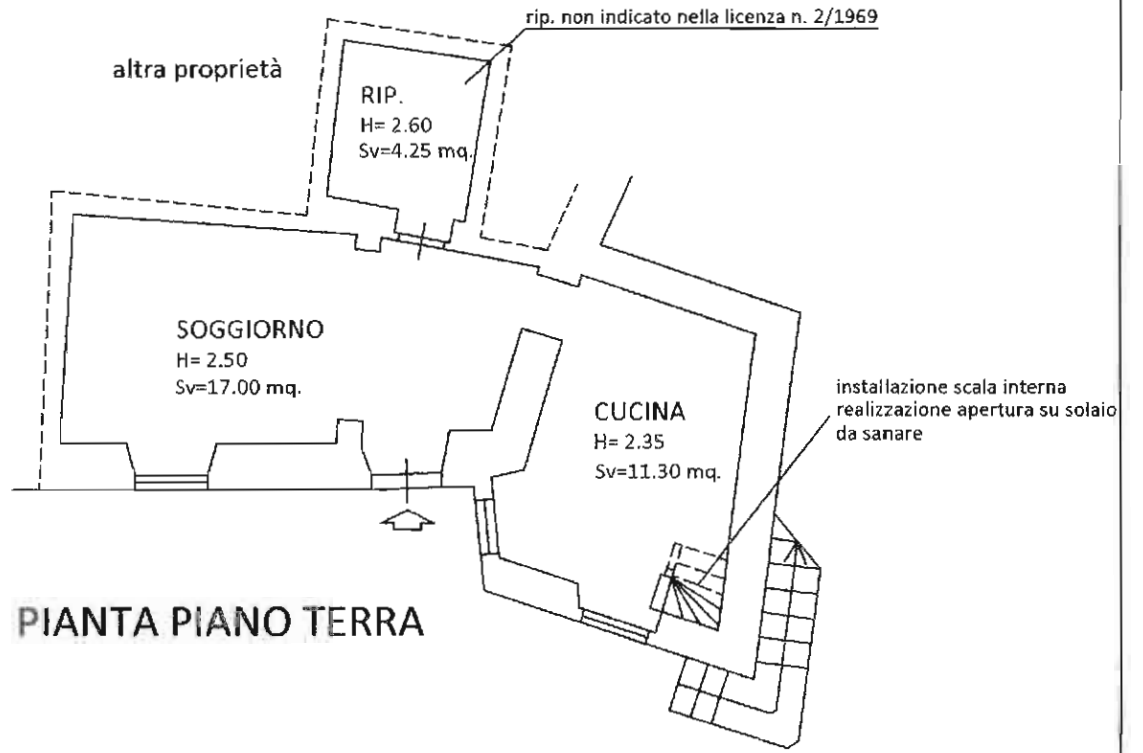 rip. non indicato nella licenza n. 2/1969
altra proprietà
RIP.
H= 2.60
Sv=4.25 mq.
SOGGIORNO
H= 2.50
Sv=17.00 mq.
CUCINA
H= 2.35
Sv=11.30 mq.
installazione scala interna
realizzazione apertura su solaio
da sanare
PIANTA PIANO TERRA